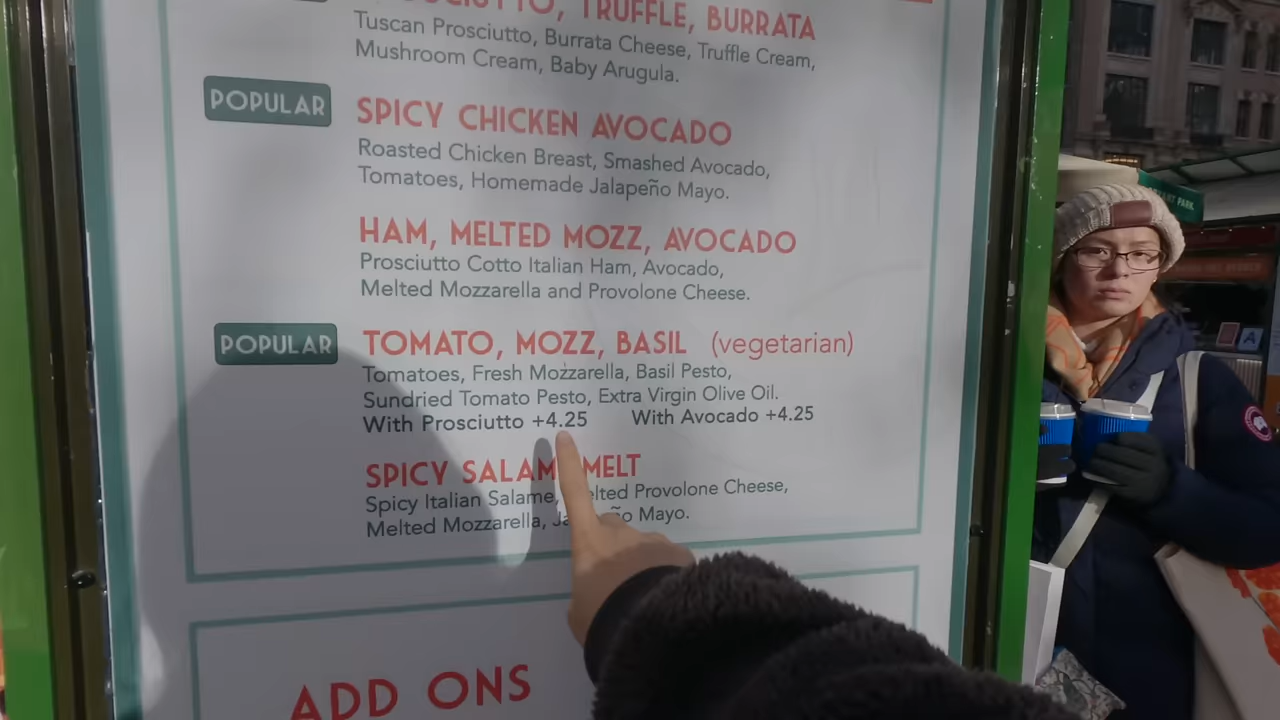 TRUFFLE, BURRATA
Tuscan Prosciutto, Burrata Cheese, Truffle Cream,
Mushroom Cream, Baby Arugula.
POPULAR
SPICY CHICKEN AVOCADO
Roasted Chicken Breast, Smashed Avocado,
Tomatoes, Homemade Jalapeño Mayo.
HAM, MELTED MOZZ, AVOCADO
Prosciutto Cotto Italian Ham, Avocado,
Melted Mozzarella and Provolone Cheese.
POPULAR
TOMATO, MOZZ, BASIL (vegetarian)
Tomatoes, Fresh Mozzarella, Basil Pesto,
Sundried Tomato Pesto, Extra Virgin Olive Oil.
With Prosciutto +4.25 With Avocado +4.25
SPICY SALAM MELT
Spicy Italian Salame, elted Provolone Cheese,
Melted Mozzarella, Mayo.
ADD ONS
PARK